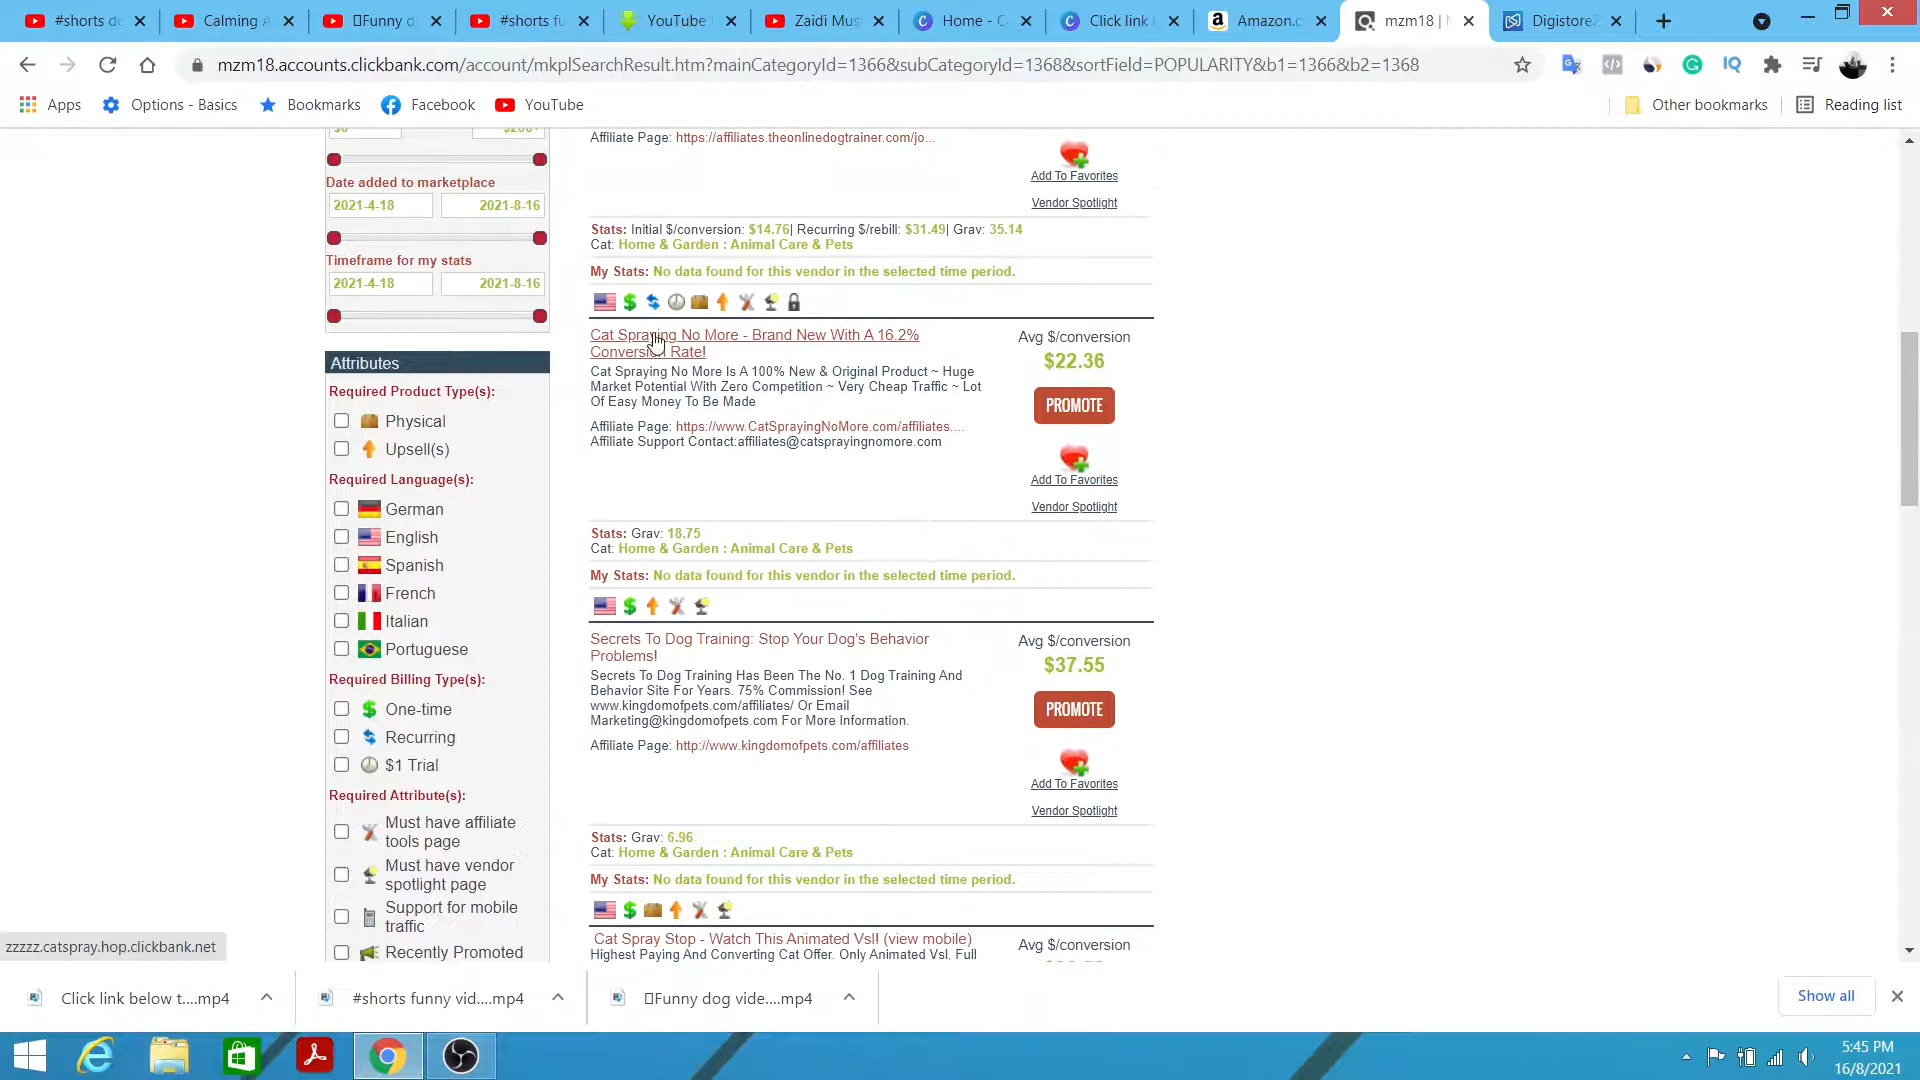 #shorts do
Calming A
Funny d
#shorts fu
YouTube
Zaidi Mus
Home - C
Click link
Amazon.c
mzm18 |
Digistore2
mzm18.accounts.clickbank.com/account/mkplSearchResult.htm?mainCategoryId=1366&subCategoryId=1368&sortField=POPULARITY&b1=1366&b2=1368
Apps
Options - Basics
Bookmarks
Facebook
YouTube
Other bookmarks
Reading list
Date added to marketplace
2021-4-18
2021-8-16
Timeframe for my stats
2021-4-18
2021-8-16
Attributes
Required Product Type(s):
Physical
Upsell(s)
Required Language(s):
German
English
Spanish
French
Italian
Portuguese
Required Billing Type(s):
One-time
Recurring
$1 Trial
Required Attribute(s):
Must have affiliate
tools page
Must have vendor
spotlight page
Support for mobile
traffic
Recently Promoted
Affiliate Page: https://affiliates.theonlinedogtrainer.com/jo...
Add To Favorites
Vendor Spotlight
Stats: Initial $/conversion: $14.76| Recurring $/rebill: $31.49| Grav: 35.14
Cat: Home & Garden : Animal Care & Pets
My Stats: No data found for this vendor in the selected time period.
Cat Spraying No More - Brand New With A 16.2%
Conversion Rate!
Cat Spraying No More Is A 100% New & Original Product ~ Huge
Market Potential With Zero Competition ~ Very Cheap Traffic ~ Lot
Of Easy Money To Be Made
Affiliate Page: https://www.CatSprayingNoMore.com/affiliates....
Affiliate Support Contact:affiliates@catsprayingnomore.com
Avg $/conversion
$22.36
PROMOTE
Add To Favorites
Vendor Spotlight
Stats: Grav: 18.75
Cat: Home & Garden : Animal Care & Pets
My Stats: No data found for this vendor in the selected time period.
Secrets To Dog Training: Stop Your Dog's Behavior
Problems!
Secrets To Dog Training Has Been The No. 1 Dog Training And
Behavior Site For Years. 75% Commission! See
www.kingdomofpets.com/affiliates/ Or Email
Marketing@kingdomofpets.com For More Information.
Affiliate Page: http://www.kingdomofpets.com/affiliates
Avg $/conversion
$37.55
PROMOTE
Add To Favorites
Vendor Spotlight
Stats: Grav: 6.96
Cat: Home & Garden : Animal Care & Pets
My Stats: No data found for this vendor in the selected time period.
Cat Spray Stop - Watch This Animated Vsl! (view mobile)
Highest Paying And Converting Cat Offer. Only Animated Vsl. Full
Avg $/conversion
zzzzz.catspray.hop.clickbank.net
Click link below t....mp4
#shorts funny vid....mp4
Funny dog vide....mp4
Show all
5:45 PM
16/8/2021